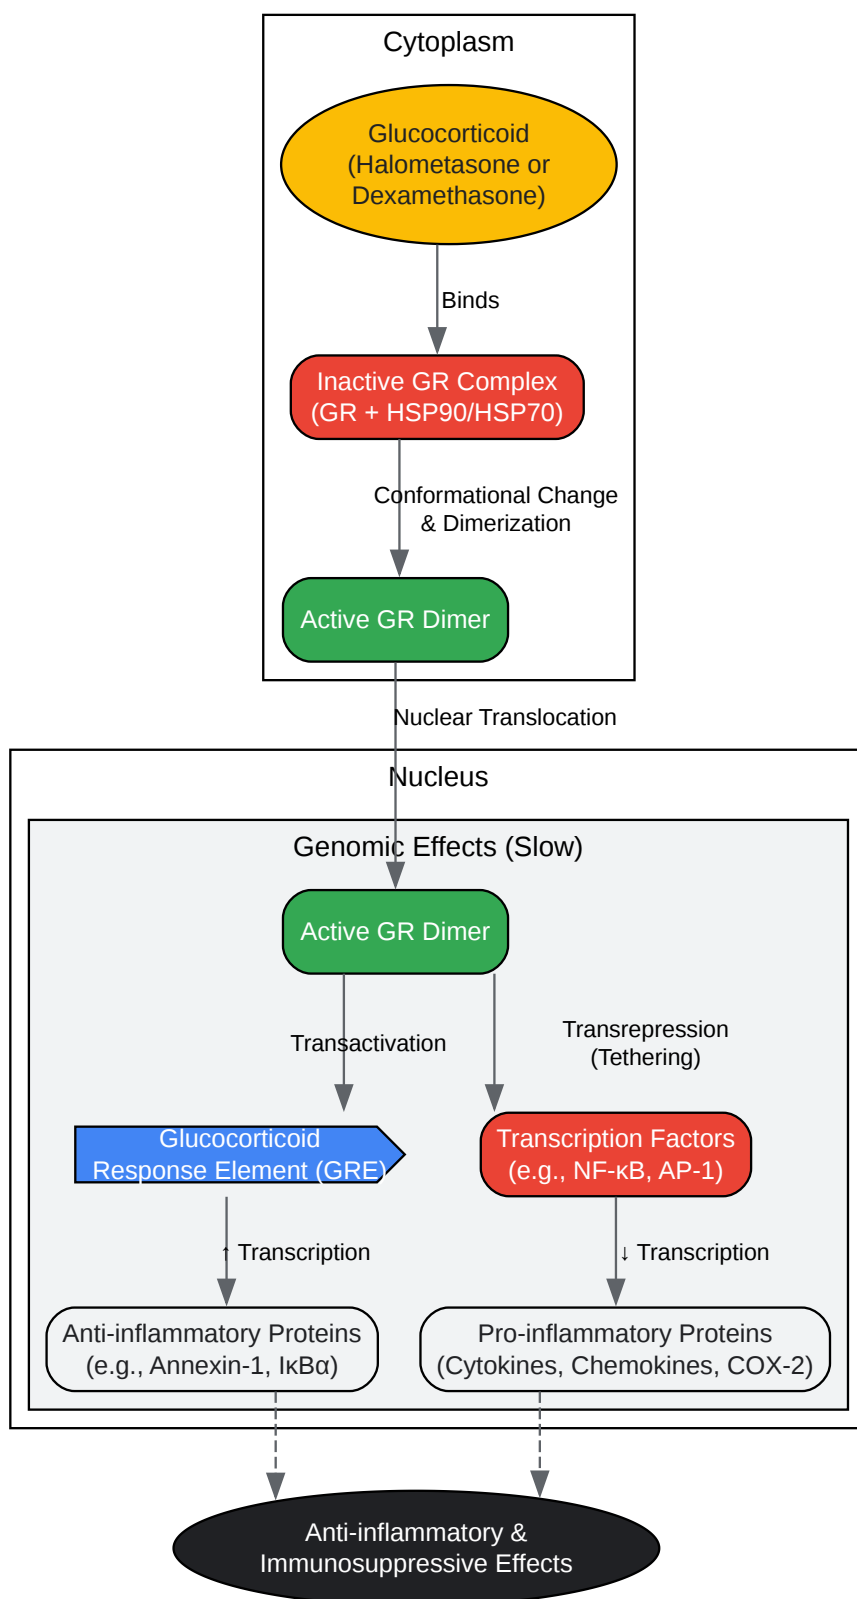 Cytoplasm
Glucocorticoid
(Halometasone or
Dexamethasone)
Binds
Inactive GR Complex
(GR + HSP90/HSP70)
Conformational Change
& Dimerization
Active GR Dimer
Nuclear Translocation
Nucleus
Genomic Effects (Slow)
Active GR Dimer
Transactivation
Transrepression
(Tethering)
Glucocorticoid
Response Element (GRE)
Transcription Factors
(e.g., NF-κB, AP-1)
↑ Transcription
↓ Transcription
Anti-inflammatory Proteins
(e.g., Annexin-1, IκBα)
Pro-inflammatory Proteins
(Cytokines, Chemokines, COX-2)
Anti-inflammatory &
Immunosuppressive Effects